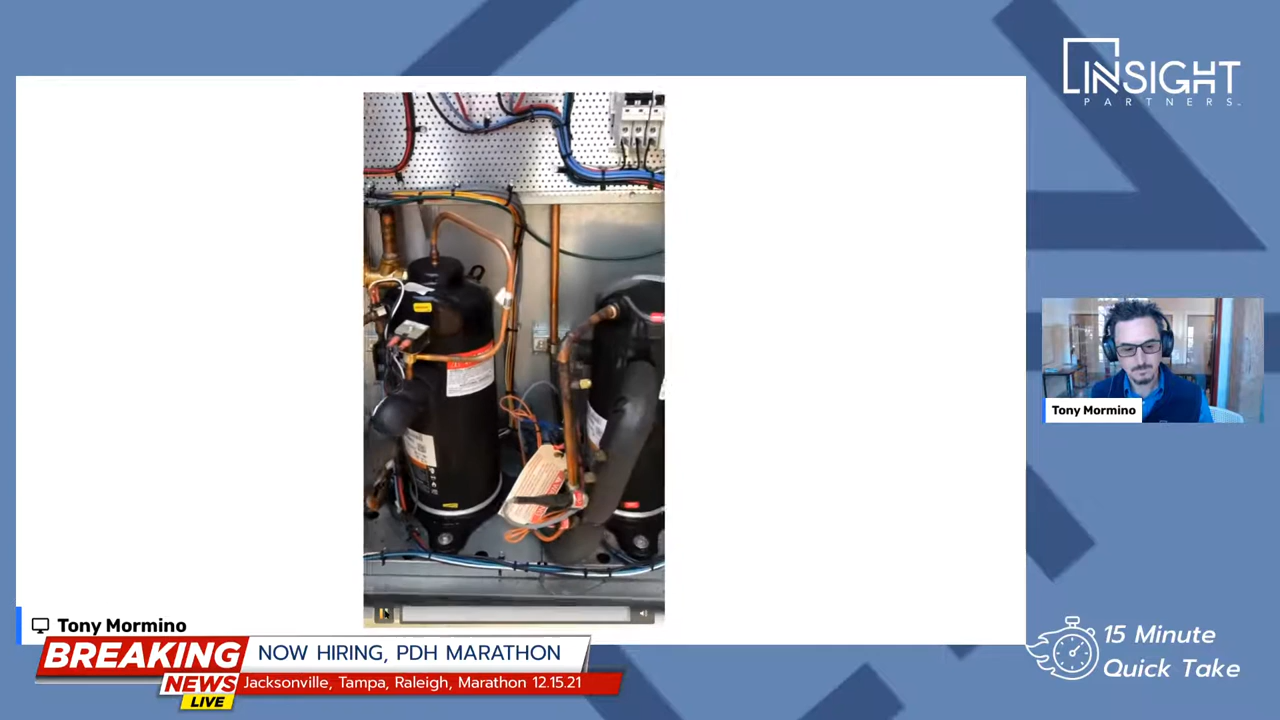 INSIGHT
PARTNERS
Tony Mormino
Tony Mormino
BREAKING
NEWS
LIVE
NOW HIRING, PDH MARATHON
Jacksonville, Tampa, Raleigh, Marathon 12.15.21
15 Minute
Quick Take